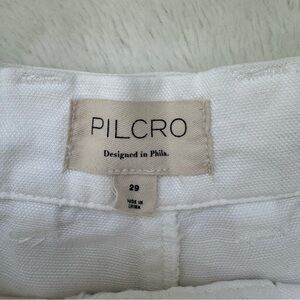 PILCRO
Designed in Phila.
29
MADE IN
CHINA